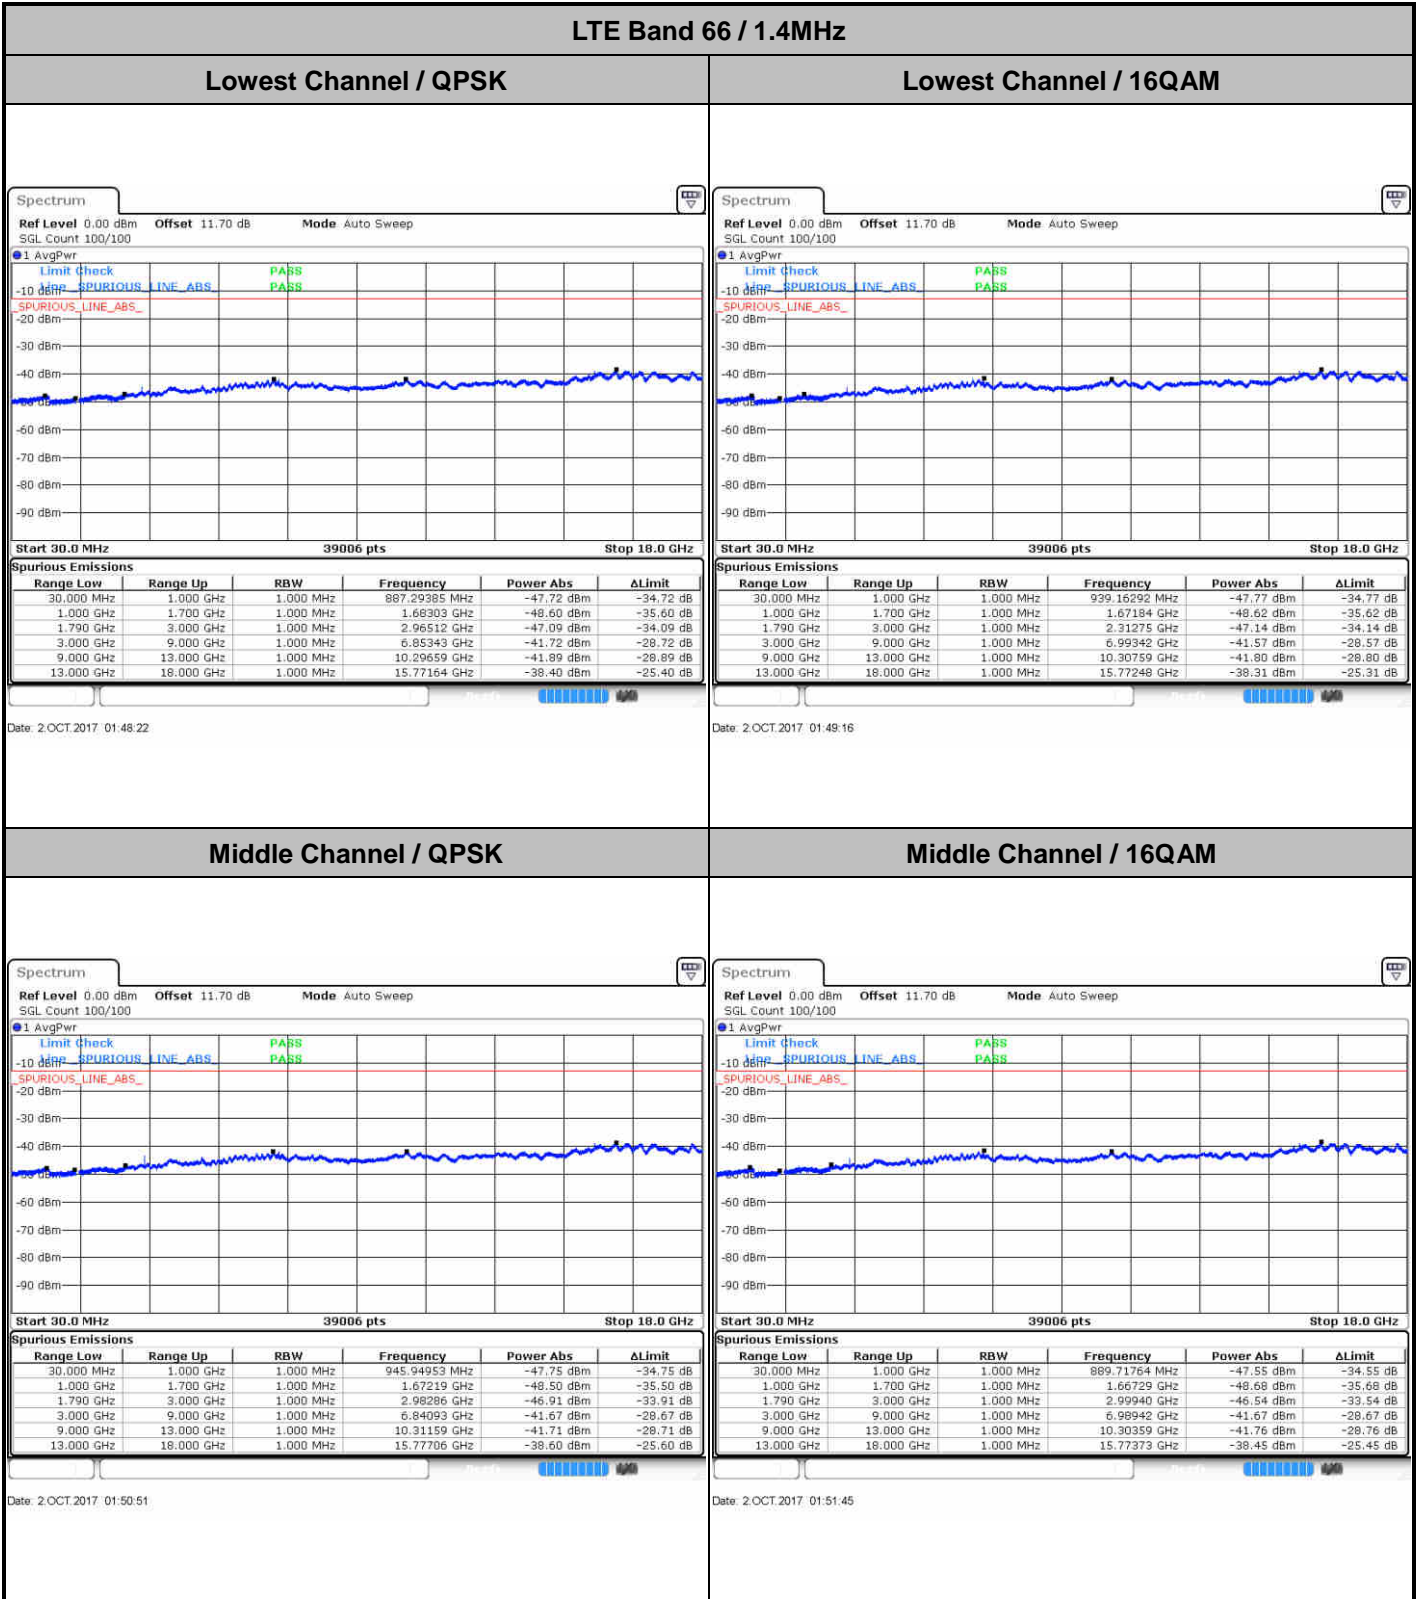 LTE Band 66 / 1.4MHz
Lowest Channel / QPSK
Lowest Channel / 16QAM
Spectrum
Ref Level 0.00 dBm Offset 11.70 dB Mode Auto Sweep
SGL Count 100/100
1 AvgPwr
Limit Check PASS
Line _SPURIOUS_LINE_ABS_ PASS
-10 dBm
_SPURIOUS_LINE_ABS_
-20 dBm
-30 dBm
-40 dBm
-50 dBm
-60 dBm
-70 dBm
-80 dBm
-90 dBm
Start 30.0 MHz 39006 pts Stop 18.0 GHz
Spurious Emissions
Range Low Range Up RBW Frequency Power Abs ΔLimit
30.000 MHz 1.000 GHz 1.000 MHz 887.29385 MHz -47.72 dBm -34.72 dB
1.000 GHz 1.700 GHz 1.000 MHz 1.68303 GHz -48.60 dBm -35.60 dB
1.790 GHz 3.000 GHz 1.000 MHz 2.96512 GHz -47.09 dBm -34.09 dB
3.000 GHz 9.000 GHz 1.000 MHz 6.85343 GHz -41.72 dBm -28.72 dB
9.000 GHz 13.000 GHz 1.000 MHz 10.29659 GHz -41.89 dBm -28.89 dB
13.000 GHz 18.000 GHz 1.000 MHz 15.77164 GHz -38.40 dBm -25.40 dB
Date: 2.OCT.2017 01:48:22
Spectrum
Ref Level 0.00 dBm Offset 11.70 dB Mode Auto Sweep
SGL Count 100/100
1 AvgPwr
Limit Check PASS
Line _SPURIOUS_LINE_ABS_ PASS
-10 dBm
_SPURIOUS_LINE_ABS_
-20 dBm
-30 dBm
-40 dBm
-50 dBm
-60 dBm
-70 dBm
-80 dBm
-90 dBm
Start 30.0 MHz 39006 pts Stop 18.0 GHz
Spurious Emissions
Range Low Range Up RBW Frequency Power Abs ΔLimit
30.000 MHz 1.000 GHz 1.000 MHz 939.16292 MHz -47.77 dBm -34.77 dB
1.000 GHz 1.700 GHz 1.000 MHz 1.67184 GHz -48.62 dBm -35.62 dB
1.790 GHz 3.000 GHz 1.000 MHz 2.31275 GHz -47.14 dBm -34.14 dB
3.000 GHz 9.000 GHz 1.000 MHz 6.99342 GHz -41.57 dBm -28.57 dB
9.000 GHz 13.000 GHz 1.000 MHz 10.30759 GHz -41.80 dBm -28.80 dB
13.000 GHz 18.000 GHz 1.000 MHz 15.77248 GHz -38.31 dBm -25.31 dB
Date: 2.OCT.2017 01:49:16
Middle Channel / QPSK
Middle Channel / 16QAM
Spectrum
Ref Level 0.00 dBm Offset 11.70 dB Mode Auto Sweep
SGL Count 100/100
1 AvgPwr
Limit Check PASS
Line _SPURIOUS_LINE_ABS_ PASS
-10 dBm
_SPURIOUS_LINE_ABS_
-20 dBm
-30 dBm
-40 dBm
-50 dBm
-60 dBm
-70 dBm
-80 dBm
-90 dBm
Start 30.0 MHz 39006 pts Stop 18.0 GHz
Spurious Emissions
Range Low Range Up RBW Frequency Power Abs ΔLimit
30.000 MHz 1.000 GHz 1.000 MHz 945.94953 MHz -47.75 dBm -34.75 dB
1.000 GHz 1.700 GHz 1.000 MHz 1.67219 GHz -48.50 dBm -35.50 dB
1.790 GHz 3.000 GHz 1.000 MHz 2.98286 GHz -46.91 dBm -33.91 dB
3.000 GHz 9.000 GHz 1.000 MHz 6.84093 GHz -41.67 dBm -28.67 dB
9.000 GHz 13.000 GHz 1.000 MHz 10.31159 GHz -41.71 dBm -28.71 dB
13.000 GHz 18.000 GHz 1.000 MHz 15.77706 GHz -38.60 dBm -25.60 dB
Date: 2.OCT.2017 01:50:51
Spectrum
Ref Level 0.00 dBm Offset 11.70 dB Mode Auto Sweep
SGL Count 100/100
1 AvgPwr
Limit Check PASS
Line _SPURIOUS_LINE_ABS_ PASS
-10 dBm
_SPURIOUS_LINE_ABS_
-20 dBm
-30 dBm
-40 dBm
-50 dBm
-60 dBm
-70 dBm
-80 dBm
-90 dBm
Start 30.0 MHz 39006 pts Stop 18.0 GHz
Spurious Emissions
Range Low Range Up RBW Frequency Power Abs ΔLimit
30.000 MHz 1.000 GHz 1.000 MHz 889.71764 MHz -47.55 dBm -34.55 dB
1.000 GHz 1.700 GHz 1.000 MHz 1.66729 GHz -48.68 dBm -35.68 dB
1.790 GHz 3.000 GHz 1.000 MHz 2.99940 GHz -46.54 dBm -33.54 dB
3.000 GHz 9.000 GHz 1.000 MHz 6.98942 GHz -41.67 dBm -28.67 dB
9.000 GHz 13.000 GHz 1.000 MHz 10.30359 GHz -41.76 dBm -28.76 dB
13.000 GHz 18.000 GHz 1.000 MHz 15.77373 GHz -38.45 dBm -25.45 dB
Date: 2.OCT.2017 01:51:45